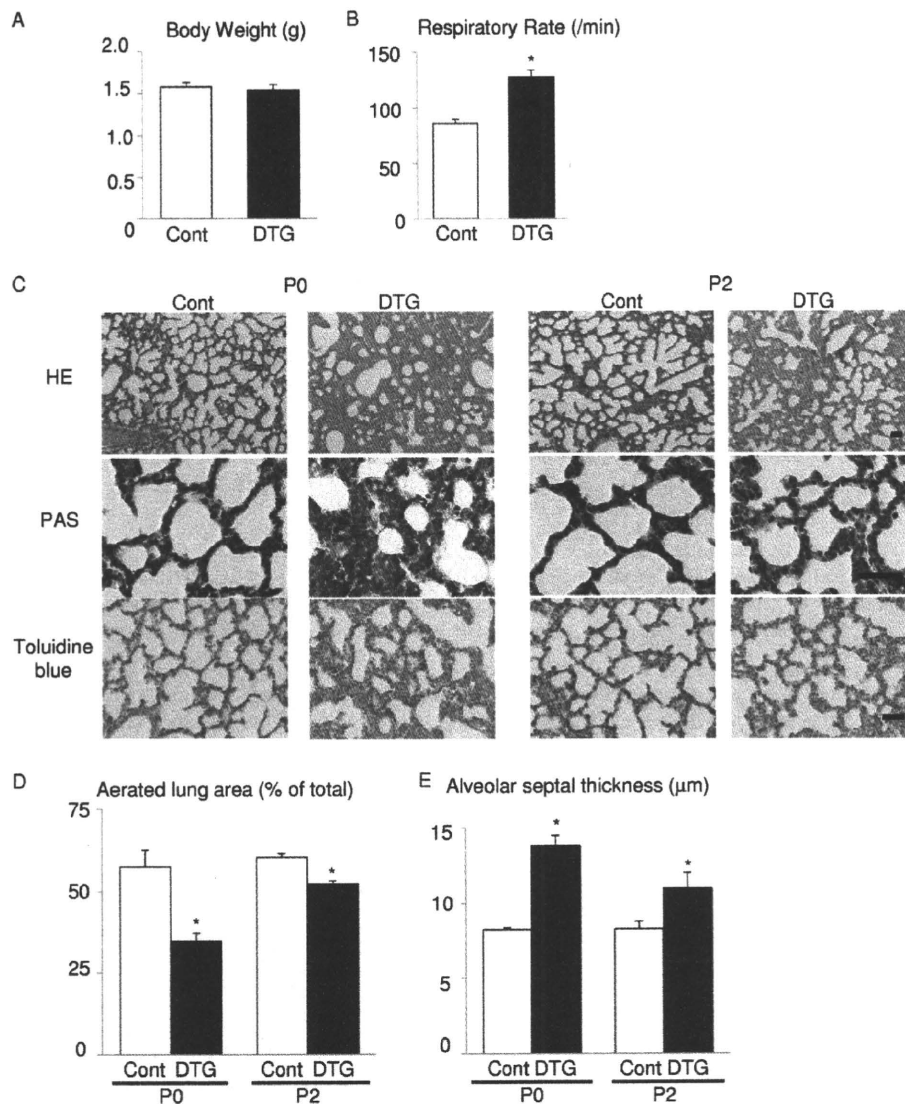 A
Body Weight (g)
2.0
1.5
1.0
0.5
0
Cont DTG
B
Respiratory Rate (/min)
150
100
50
0
*
Cont DTG
C
P0 P2
Cont DTG Cont DTG
HE
PAS
Toluidine
blue
D
Aerated lung area (% of total)
75
50
25
0
*
*
Cont DTG Cont DTG
P0 P2
E
Alveolar septal thickness (μm)
15
10
5
0
*
*
Cont DTG Cont DTG
P0 P2